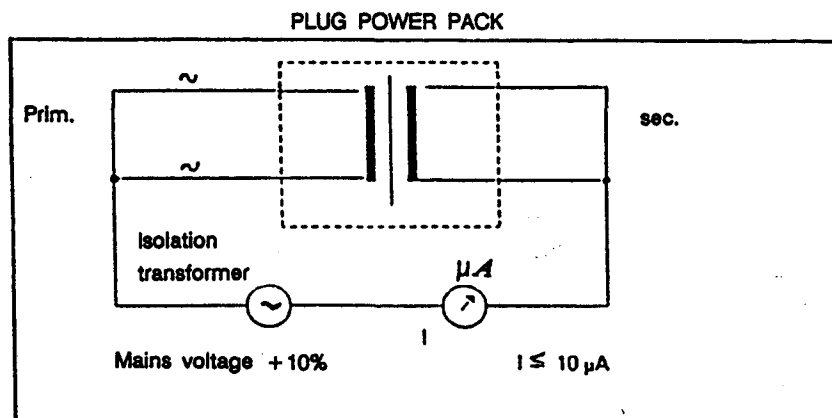 PLUG POWER PACK
~
Prim.
sec.
~
Isolation
transformer
µA
~
I
Mains voltage +10%
I ≤ 10 µA